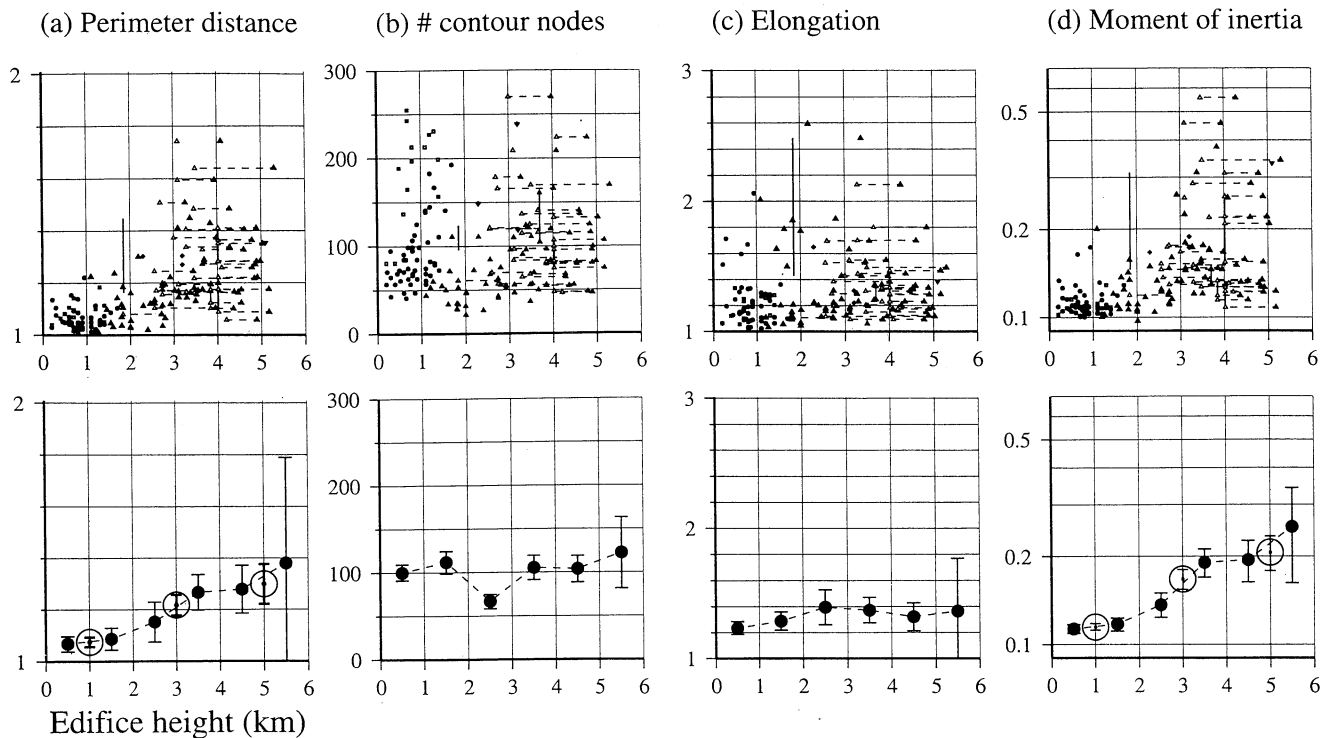 (a) Perimeter distance (b) # contour nodes (c) Elongation (d) Moment of inertia
2 300 3 0.5
200 2 0.2
100
1 0 1 0.1
0 1 2 3 4 5 6 0 1 2 3 4 5 6 0 1 2 3 4 5 6 0 1 2 3 4 5 6
2 300 3 0.5
200 2 0.2
100
1 0 1 0.1
0 1 2 3 4 5 6 0 1 2 3 4 5 6 0 1 2 3 4 5 6 0 1 2 3 4 5 6
Edifice height (km)